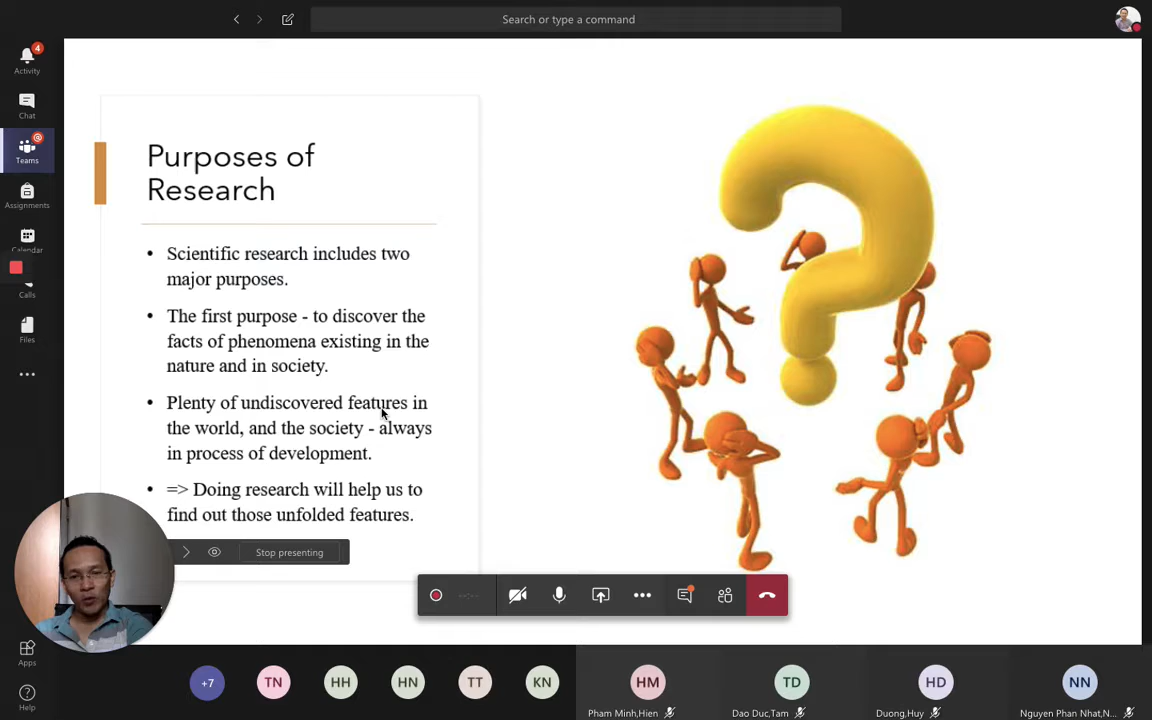 Search or type a command
4
Activity
Chat
@
Teams
Assignments
Calendar
Calls
Files
Apps
Help
Purposes of
Research
• Scientific research includes two
major purposes.
• The first purpose - to discover the
facts of phenomena existing in the
nature and in society.
• Plenty of undiscovered features in
the world, and the society - always
in process of development.
• => Doing research will help us to
find out those unfolded features.
Stop presenting
--:--
+7
TN
HH
HN
TT
KN
HM
Pham Minh,Hien
TD
Dao Duc,Tam
HD
Duong,Huy
NN
Nguyen Phan Nhat,N...